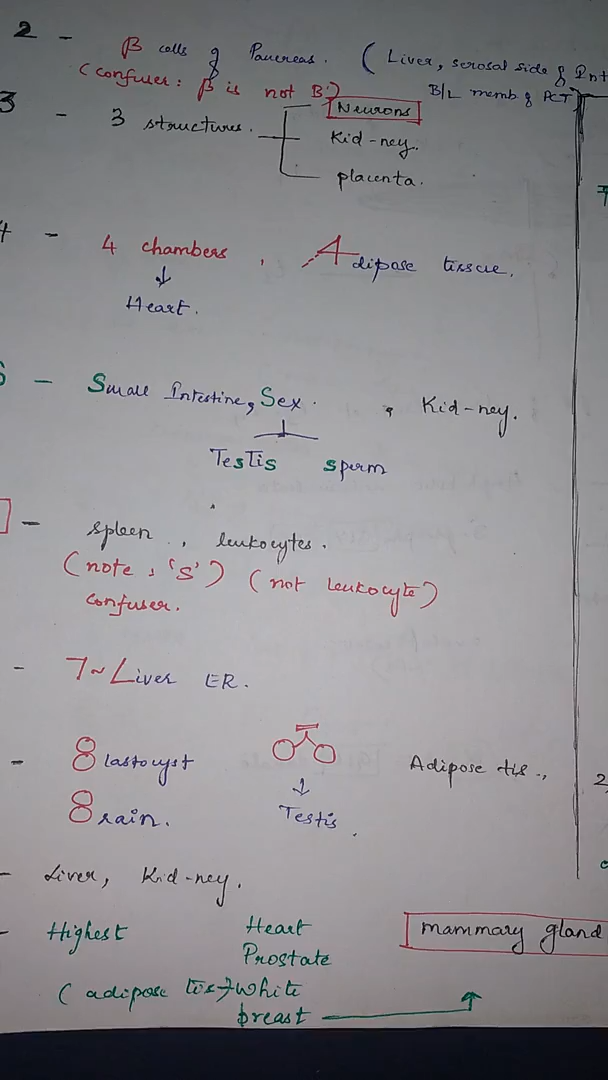 2 - β cells of Pancreas. (Liver, serosal side of Int
(confuser: β is not B) B/L memb of PCT)
3 - 3 structures. Neurons
Kid-ney.
placenta.
4 - 4 chambers, Adipose tissue.
↓
Heart.
- Small Intestine, Sex. , Kid-ney.
Testis sperm
- spleen, leukocytes.
(note, 's') (not Leukocyte)
confuser.
- 7~Liver ER.
- 8lastocyst Adipose tis.,
↓
8rain. Testis.
- Liver, Kid-ney.
- Highest Heart mammary gland
Prostate
(adipose tis→white
breast
2